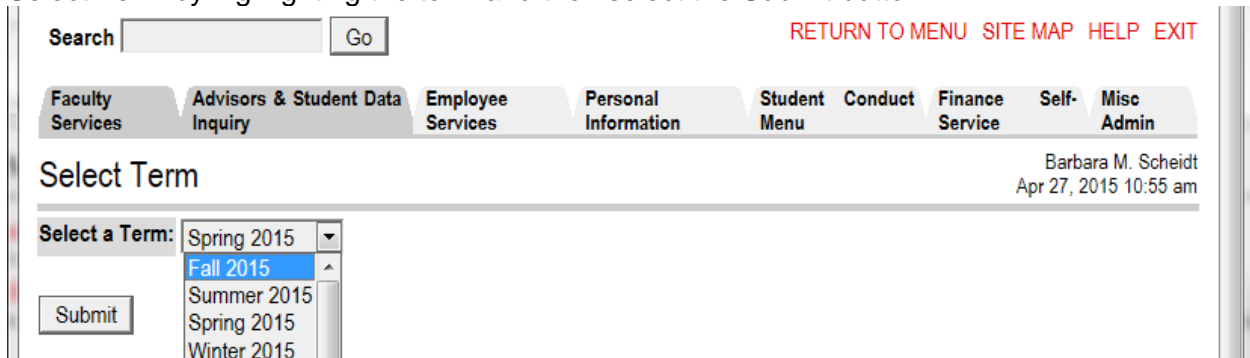 Search Go RETURN TO MENU SITE MAP HELP EXIT
Faculty Services
Advisors & Student Data Inquiry
Employee Services
Personal Information
Student Conduct Menu
Finance Self-Service
Misc Admin
Select Term
Barbara M. Scheidt
Apr 27, 2015 10:55 am
Select a Term: Spring 2015
Fall 2015
Summer 2015
Spring 2015
Winter 2015
Submit